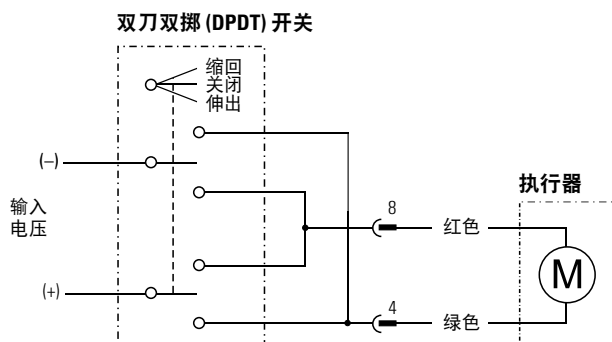 双刀双掷 (DPDT) 开关
缩回
关闭
伸出
(–)
输入
电压
(+)
8
红色
4
绿色
执行器
M